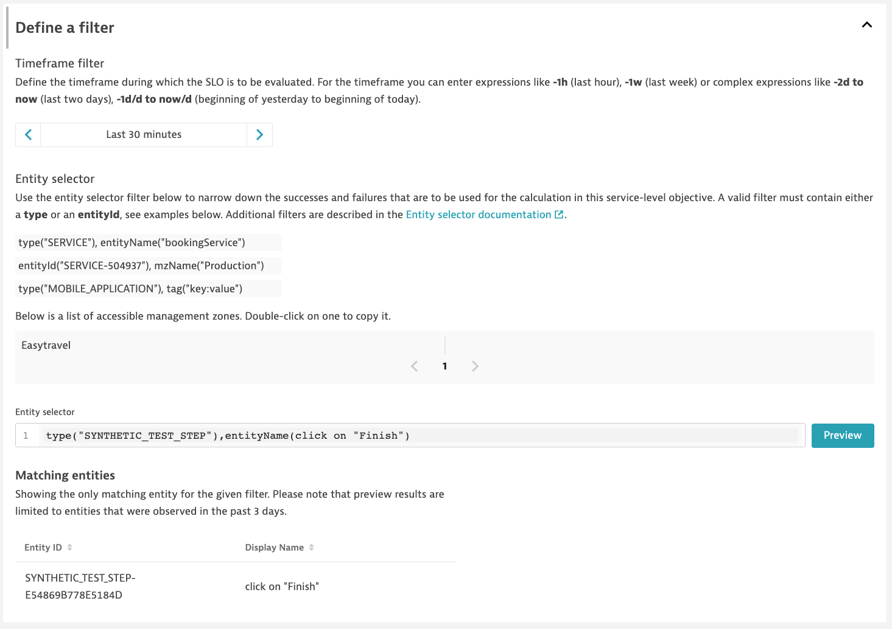 Define a filter
Timeframe filter
Define the timeframe during which the SLO is to be evaluated. For the timeframe you can enter expressions like -1h (last hour), -1w (last week) or complex expressions like -2d to
now (last two days), -1d/d to now/d (beginning of yesterday to beginning of today).
Last 30 minutes
Entity selector
Use the entity selector filter below to narrow down the successes and failures that are to be used for the calculation in this service-level objective. A valid filter must contain either
a type or an entityId, see examples below. Additional filters are described in the Entity selector documentation.
type("SERVICE"), entityName("bookingService")
entityId("SERVICE-504937"), mzName("Production")
type("MOBILE_APPLICATION"), tag("key:value")
Below is a list of accessible management zones. Double-click on one to copy it.
Easytravel
1
Entity selector
1 type("SYNTHETIC_TEST_STEP"),entityName(click on "Finish")
Preview
Matching entities
Showing the only matching entity for the given filter. Please note that preview results are
limited to entities that were observed in the past 3 days.
Entity ID Display Name
SYNTHETIC_TEST_STEP-
E54869B778E5184D
click on "Finish"